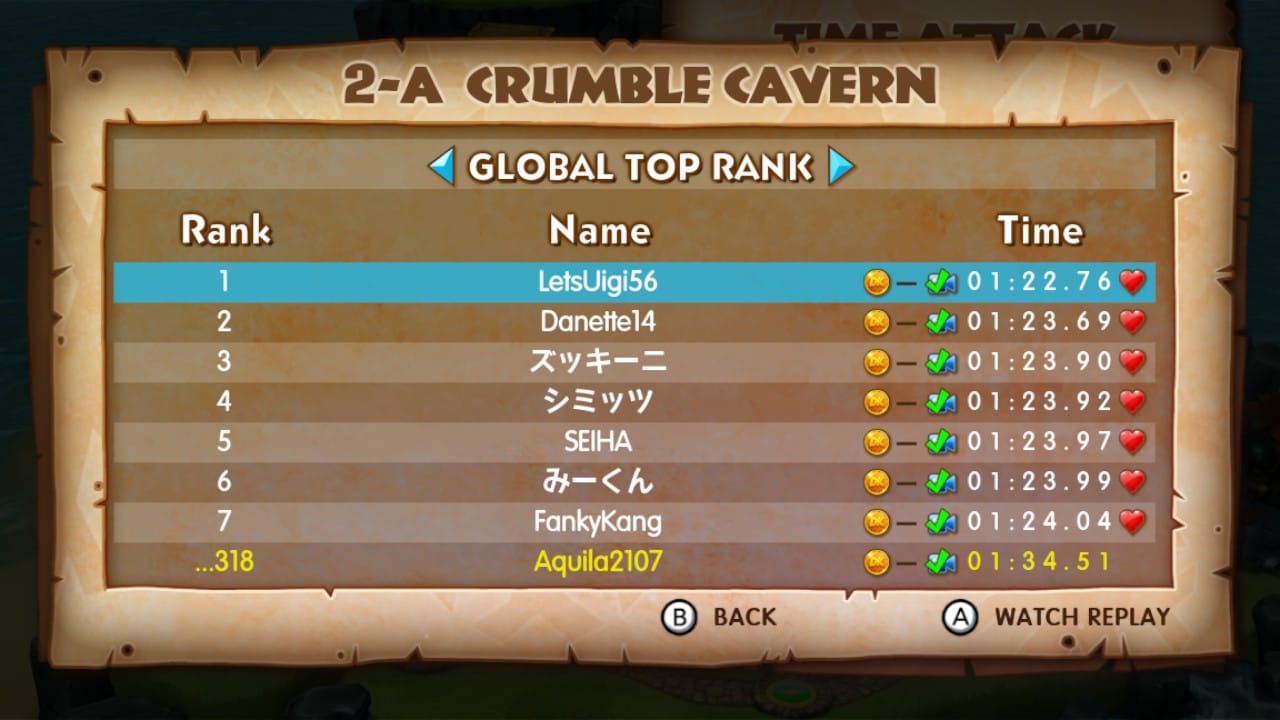 TIME ATTACK
2-A CRUMBLE CAVERN
GLOBAL TOP RANK
Rank Name Time
1 LetsUigi56 01:22.76
2 Danette14 01:23.69
3 ズッキーニ 01:23.90
4 シミッツ 01:23.92
5 SEIHA 01:23.97
6 みーくん 01:23.99
7 FankyKang 01:24.04
...318 Aquila2107 01:34.51
B BACK A WATCH REPLAY